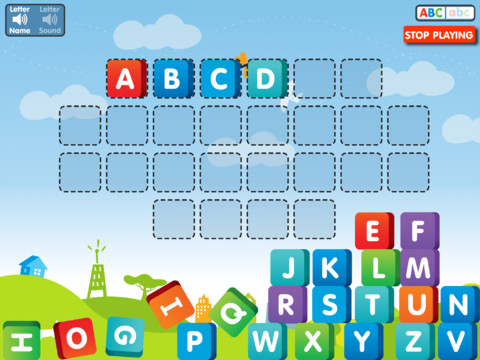 Letter
Name
Letter
Sound
ABC abc
STOP PLAYING
A B C D
E F
J K L M
I Q R S T U N
H O G P W X Y Z V